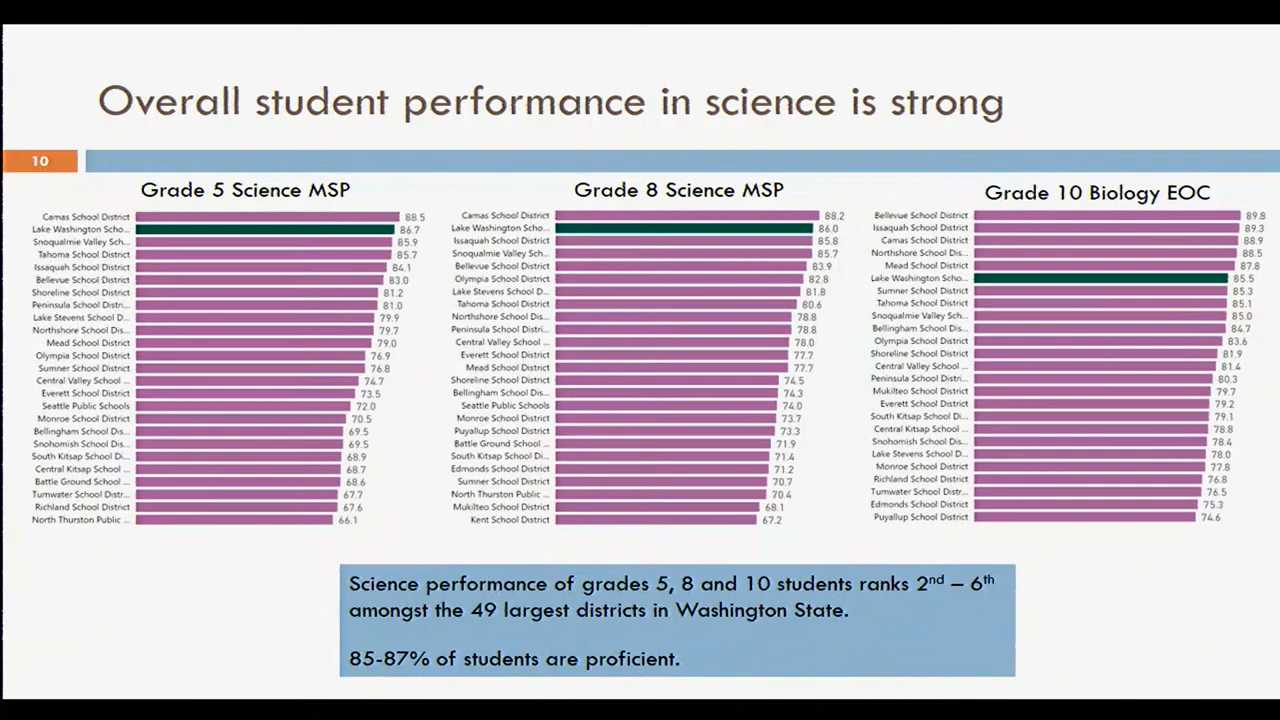 Overall student performance in science is strong
10
Grade 5 Science MSP
Camas School District 88.5
Lake Washington Scho... 86.7
Snoqualmie Valley Sch... 85.9
Tahoma School District 85.7
Issaquah School District 84.1
Bellevue School District 83.0
Shoreline School District 81.2
Peninsula School Distri... 81.0
Lake Stevens School D... 79.9
Northshore School Dis... 79.7
Mead School District 79.0
Olympia School District 76.9
Sumner School District 76.8
Central Valley School ... 74.7
Everett School District 73.5
Seattle Public Schools 72.0
Monroe School District 70.5
Bellingham School Dis... 69.5
Snohomish School Dis... 69.5
South Kitsap School Di... 68.9
Central Kitsap School ... 68.7
Battle Ground School ... 68.6
Tumwater School Distr... 67.7
Richland School District 67.6
North Thurston Public ... 66.1
Grade 8 Science MSP
Camas School District 88.2
Lake Washington Scho... 86.0
Issaquah School District 85.8
Snoqualmie Valley Sch... 85.7
Bellevue School District 83.9
Olympia School District 82.8
Lake Stevens School D... 81.8
Tahoma School District 80.6
Northshore School Dis... 78.8
Peninsula School Distri... 78.8
Central Valley School ... 78.0
Everett School District 77.7
Mead School District 77.7
Shoreline School District 74.5
Bellingham School Dis... 74.3
Seattle Public Schools 74.0
Monroe School District 73.7
Puyallup School District 73.3
Battle Ground School ... 71.9
South Kitsap School Di... 71.4
Edmonds School District 71.2
Sumner School District 70.7
North Thurston Public ... 70.4
Mukilteo School District 68.1
Kent School District 67.2
Grade 10 Biology EOC
Bellevue School District 89.8
Issaquah School District 89.3
Camas School District 88.9
Northshore School Dis... 88.5
Mead School District 87.8
Lake Washington Scho... 85.5
Sumner School District 85.3
Tahoma School District 85.1
Snoqualmie Valley Sch... 85.0
Bellingham School Dis... 84.7
Olympia School District 83.6
Shoreline School District 81.9
Central Valley School ... 81.4
Peninsula School Distri... 80.3
Mukilteo School District 79.7
Everett School District 79.2
South Kitsap School Di... 79.1
Central Kitsap School ... 78.8
Snohomish School Dis... 78.4
Lake Stevens School D... 78.0
Monroe School District 77.8
Richland School District 76.8
Tumwater School Distr... 76.5
Edmonds School District 75.3
Puyallup School District 74.6
Science performance of grades 5, 8 and 10 students ranks 2nd – 6th
amongst the 49 largest districts in Washington State.
85-87% of students are proficient.